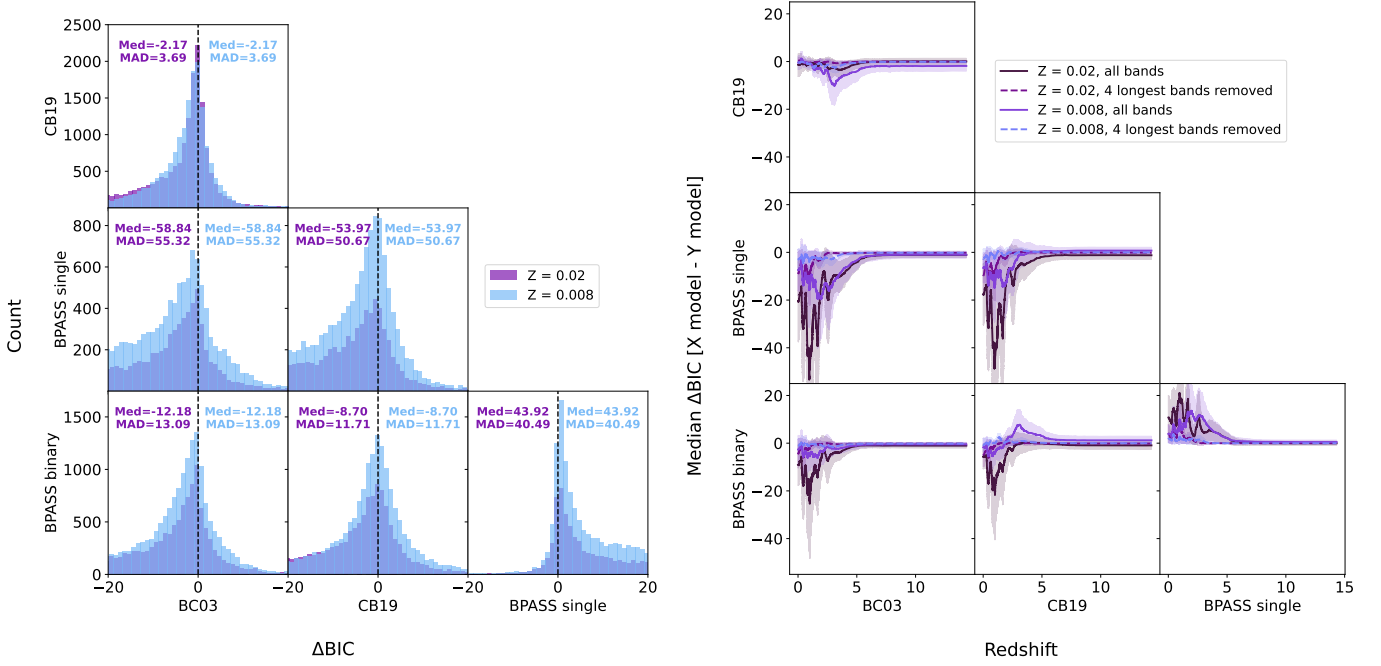 2500
2000
1500
1000
500
CB19
Med=-2.17
MAD=3.69
Med=-2.17
MAD=3.69
800
600
400
200
BPASS single
Med=-58.84
MAD=55.32
Med=-58.84
MAD=55.32
Med=-53.97
MAD=50.67
Med=-53.97
MAD=50.67
Z = 0.02
Z = 0.008
Count
1500
1000
500
0
BPASS binary
Med=-12.18
MAD=13.09
Med=-12.18
MAD=13.09
Med=-8.70
MAD=11.71
Med=-8.70
MAD=11.71
Med=43.92
MAD=40.49
Med=43.92
MAD=40.49
−20 0 −20 0 −20 0 20
BC03
CB19
BPASS single
ΔBIC
20
0
−20
−40
CB19
Z = 0.02, all bands
Z = 0.02, 4 longest bands removed
Z = 0.008, all bands
Z = 0.008, 4 longest bands removed
Median ΔBIC [X model - Y model]
20
0
−20
−40
BPASS single
20
0
−20
−40
BPASS binary
0 5 10 0 5 10 0 5 10 15
BC03
CB19
BPASS single
Redshift